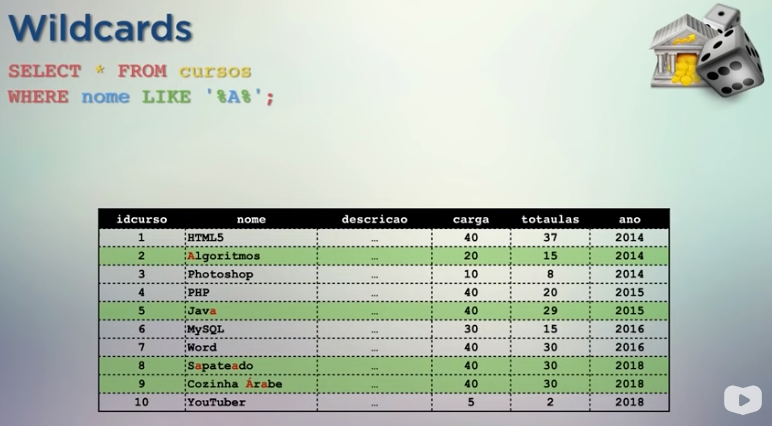 Wildcards
SELECT * FROM cursos
WHERE nome LIKE '%A%';
idcurso nome descricao carga totaulas ano
1 HTML5 ... 40 37 2014
2 Algoritmos ... 20 15 2014
3 Photoshop ... 10 8 2014
4 PHP ... 40 20 2015
5 Java ... 40 29 2015
6 MySQL ... 30 15 2016
7 Word ... 40 30 2016
8 Sapateado ... 40 30 2018
9 Cozinha Árabe ... 40 30 2018
10 YouTuber ... 5 2 2018